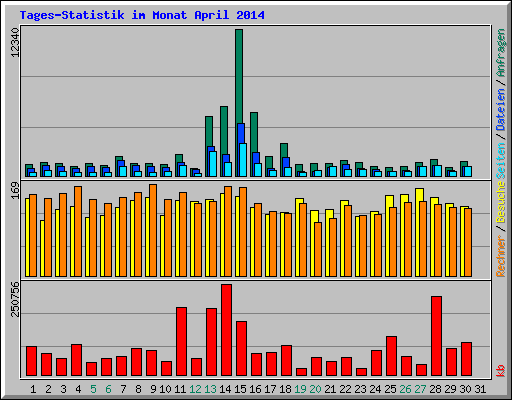 Tages-Statistik im Monat April 2014
12340
169
250756
Rechner / Besuche Seiten / Dateien / Anfragen
kb
1 2 3 4 5 6 7 8 9 10 11 12 13 14 15 16 17 18 19 20 21 22 23 24 25 26 27 28 29 30 31